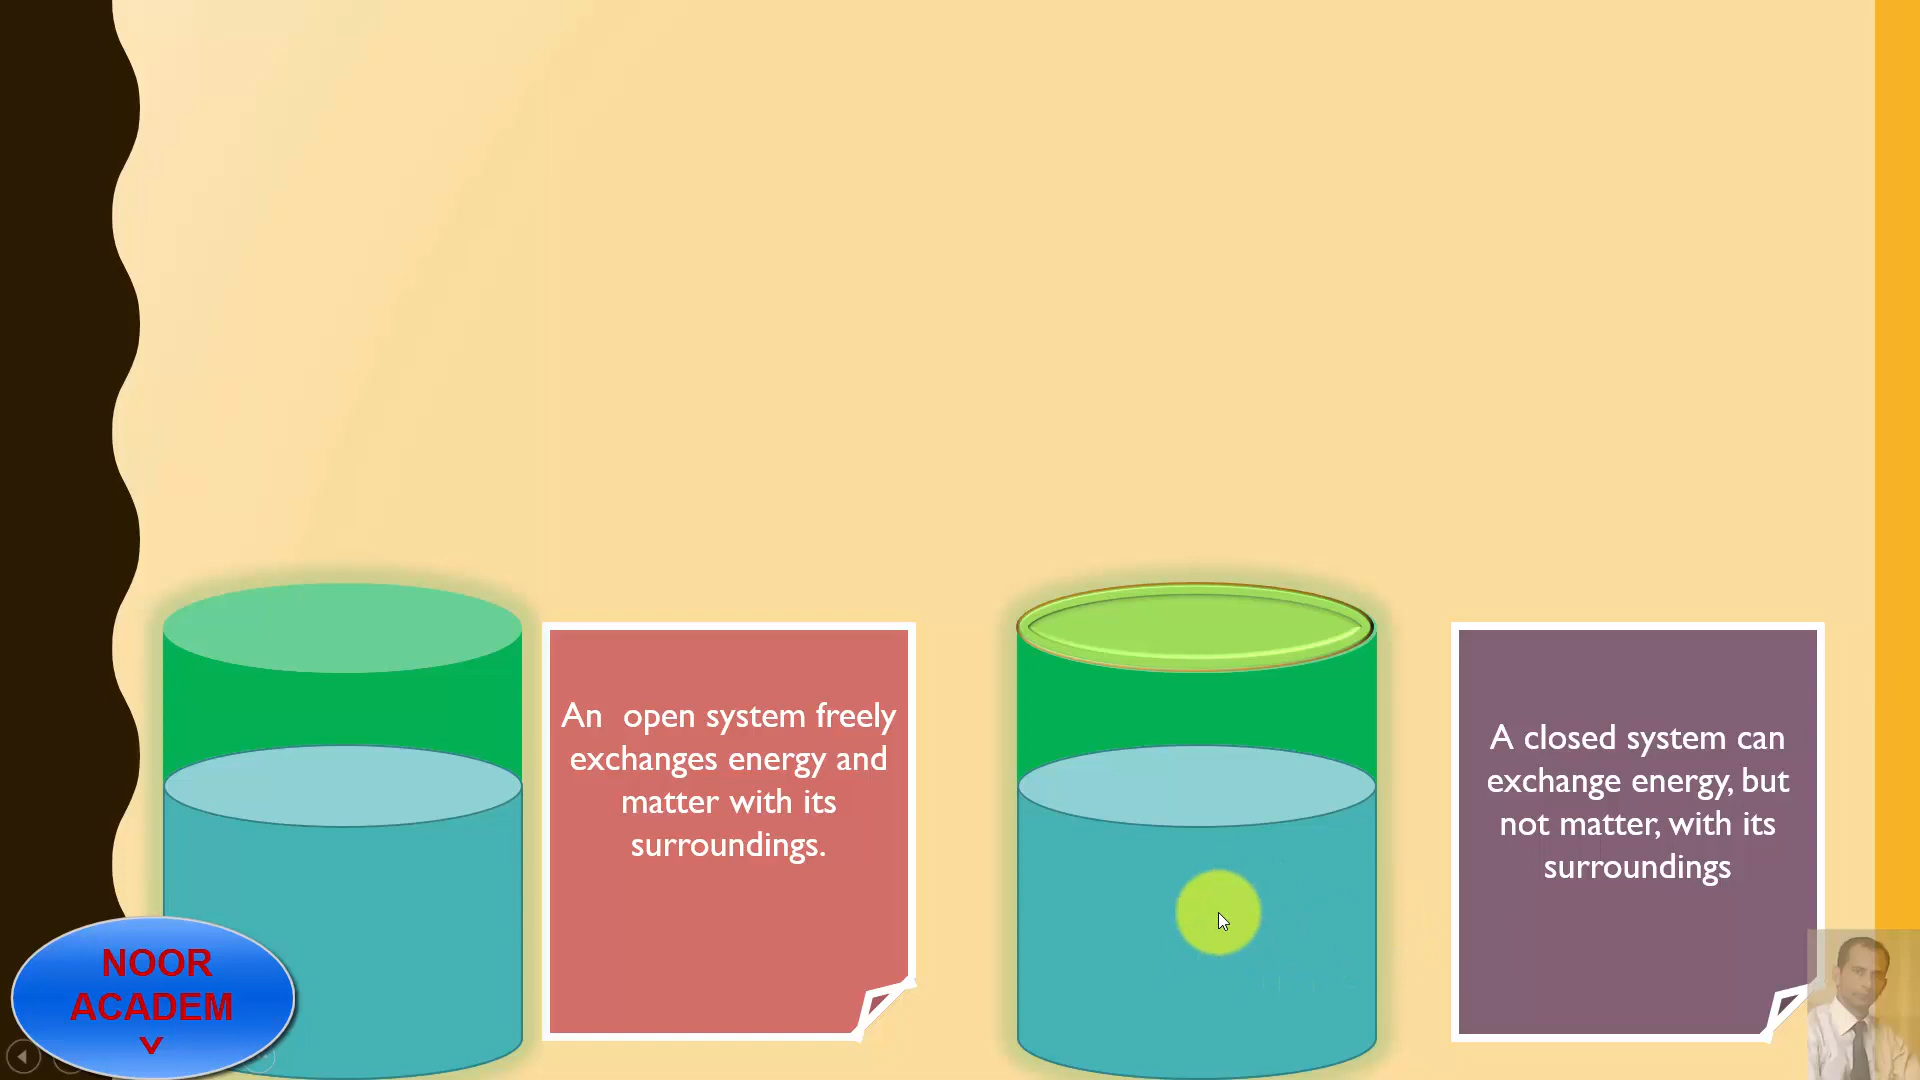 An  open system freely
exchanges energy and
matter with its
surroundings.
A closed system can
exchange energy, but
not matter, with its
surroundings
NOOR
ACADEM
Y